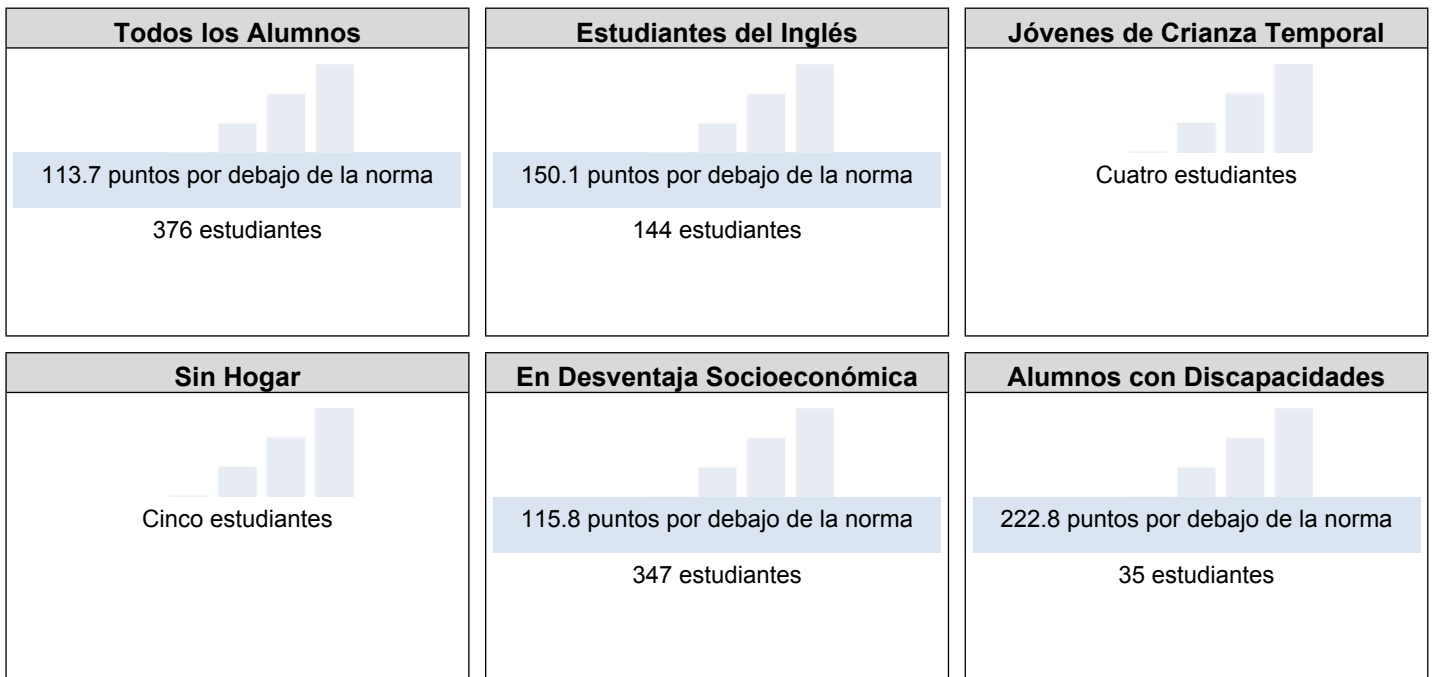 Todos los Alumnos
113.7 puntos por debajo de la norma
376 estudiantes
Estudiantes del Inglés
150.1 puntos por debajo de la norma
144 estudiantes
Jóvenes de Crianza Temporal
Cuatro estudiantes
Sin Hogar
Cinco estudiantes
En Desventaja Socioeconómica
115.8 puntos por debajo de la norma
347 estudiantes
Alumnos con Discapacidades
222.8 puntos por debajo de la norma
35 estudiantes